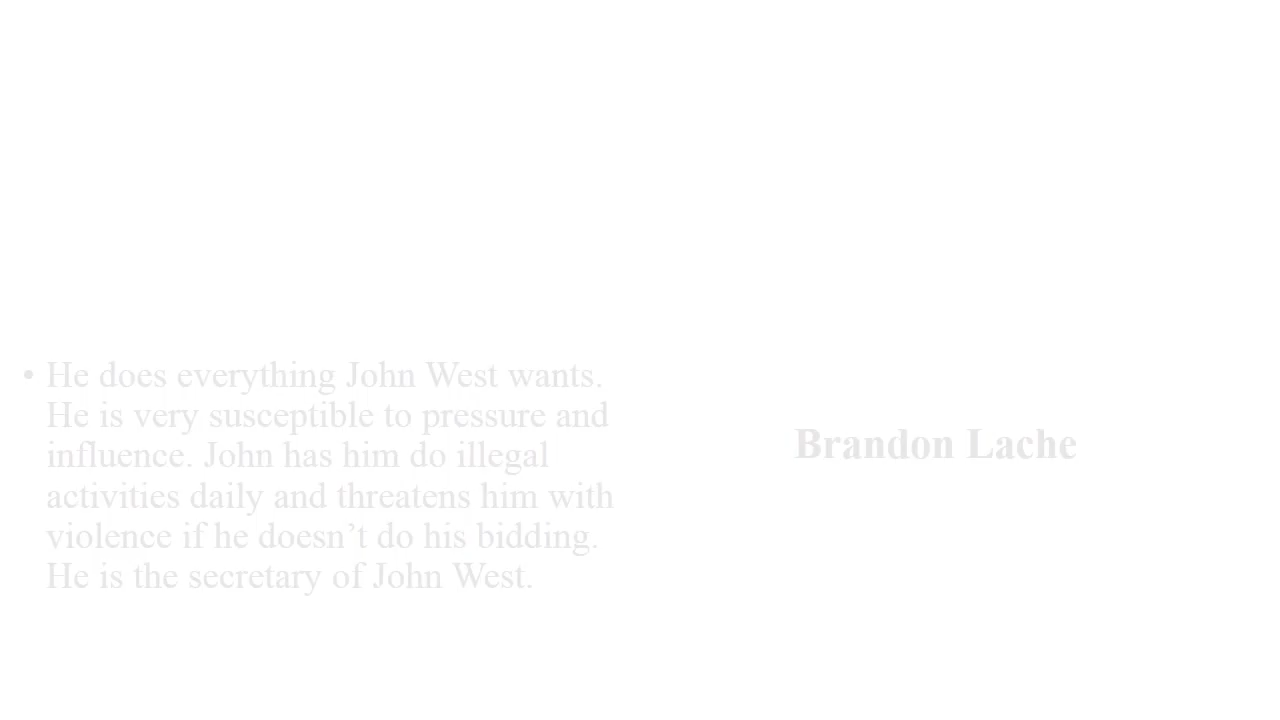 • He does everything John West wants.
He is very susceptible to pressure and
influence. John has him do illegal
activities daily and threatens him with
violence if he doesn’t do his bidding.
He is the secretary of John West.
Brandon Lache